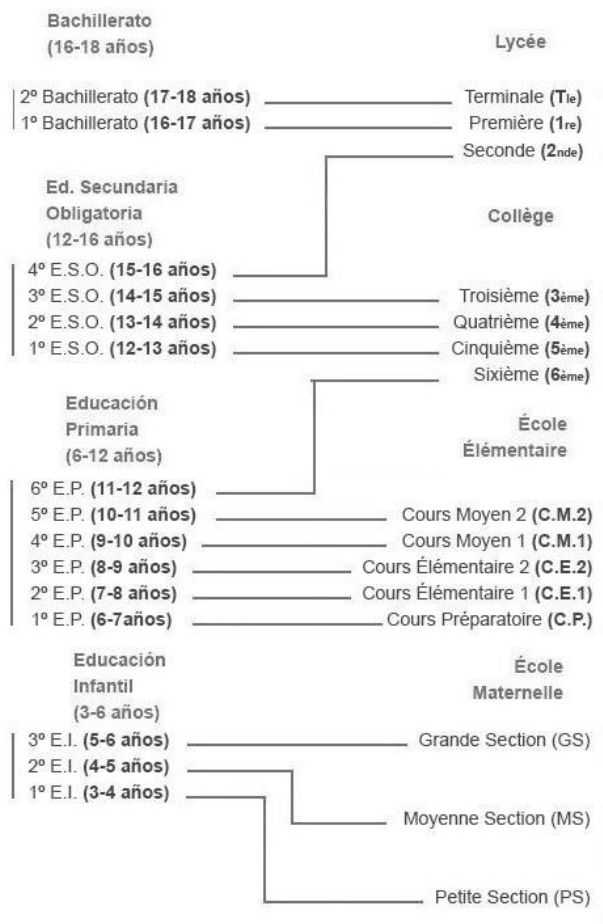 Bachillerato
(16-18 años)
Lycée
2º Bachillerato (17-18 años) Terminale (Tle)
1º Bachillerato (16-17 años) Première (1re)
Seconde (2nde)
Ed. Secundaria
Obligatoria
(12-16 años)
Collège
4º E.S.O. (15-16 años)
3º E.S.O. (14-15 años) Troisième (3ème)
2º E.S.O. (13-14 años) Quatrième (4ème)
1º E.S.O. (12-13 años) Cinquième (5ème)
Sixième (6ème)
Educación
Primaria
(6-12 años)
École
Élémentaire
6º E.P. (11-12 años)
5º E.P. (10-11 años) Cours Moyen 2 (C.M.2)
4º E.P. (9-10 años) Cours Moyen 1 (C.M.1)
3º E.P. (8-9 años) Cours Élémentaire 2 (C.E.2)
2º E.P. (7-8 años) Cours Élémentaire 1 (C.E.1)
1º E.P. (6-7años) Cours Préparatoire (C.P.)
Educación
Infantil
(3-6 años)
École
Maternelle
3º E.I. (5-6 años) Grande Section (GS)
2º E.I. (4-5 años)
1º E.I. (3-4 años)
Moyenne Section (MS)
Petite Section (PS)